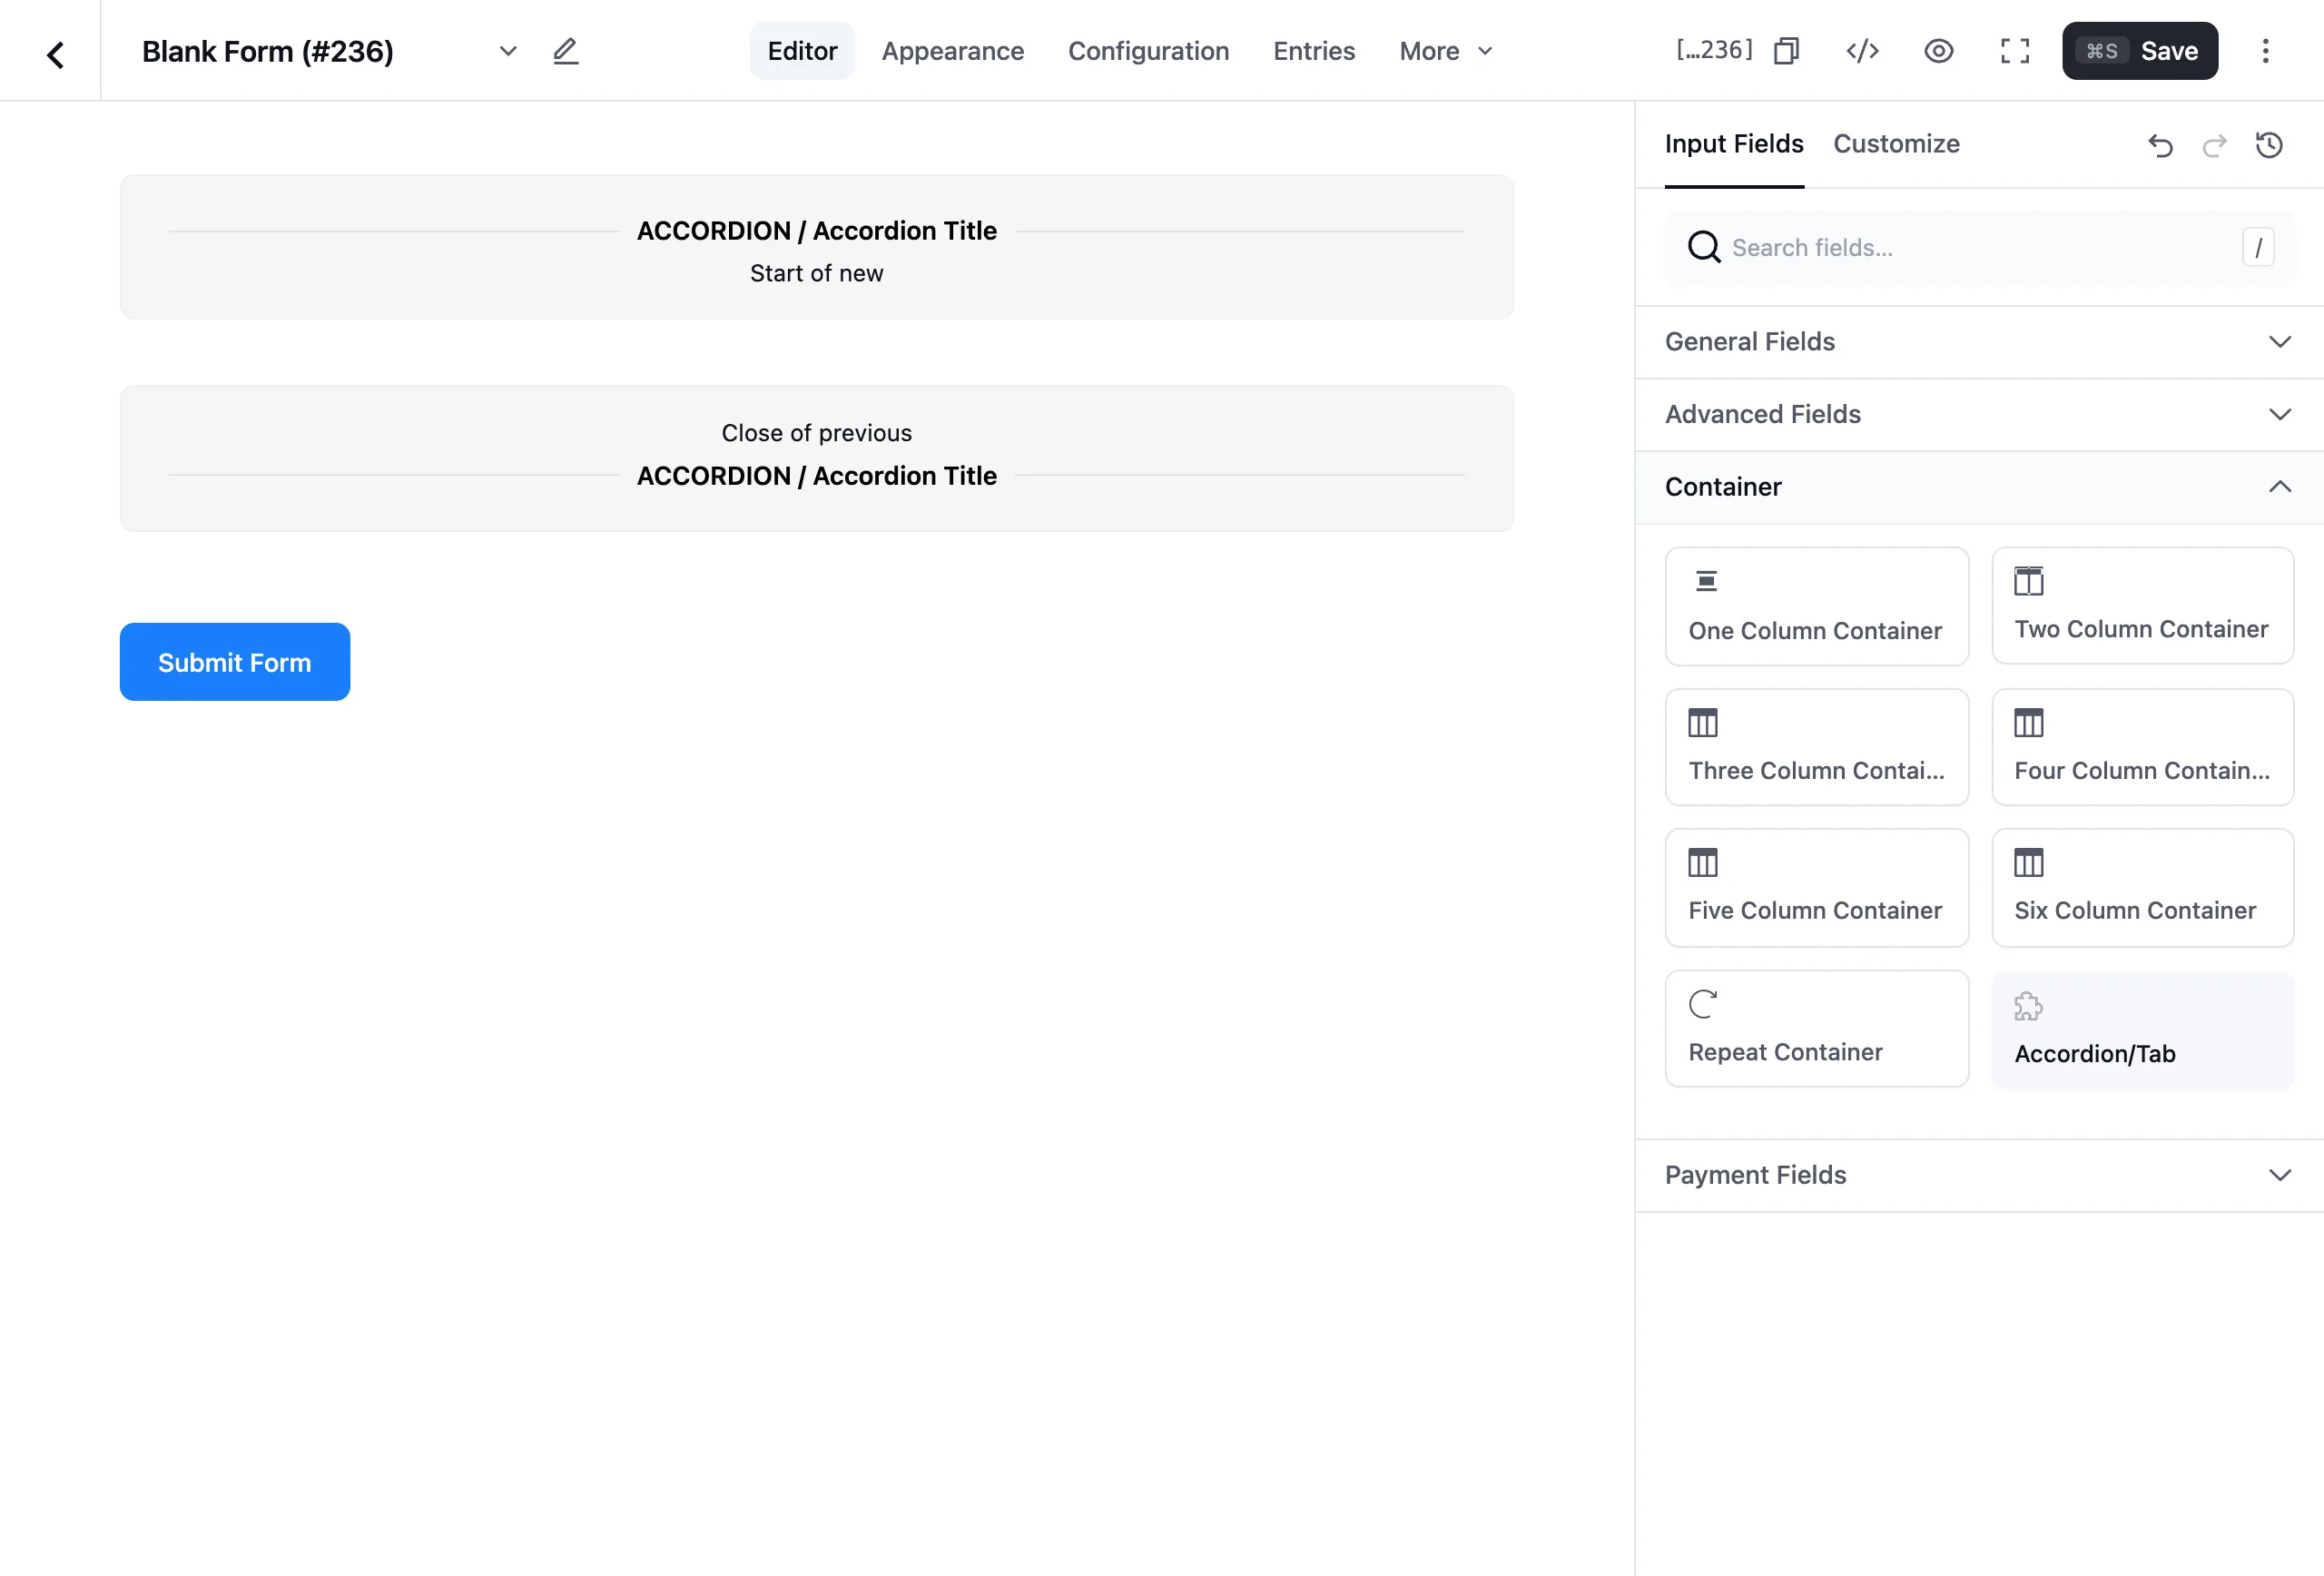 Blank Form (#236)
Editor
Appearance
Configuration
Entries
More
[…236]
</>
⌘S Save
Input Fields
Customize
ACCORDION / Accordion Title
Start of new
Close of previous
ACCORDION / Accordion Title
Submit Form
Search fields...
/
General Fields
Advanced Fields
Container
One Column Container
Two Column Container
Three Column Contai...
Four Column Contain...
Five Column Container
Six Column Container
Repeat Container
Accordion/Tab
Payment Fields